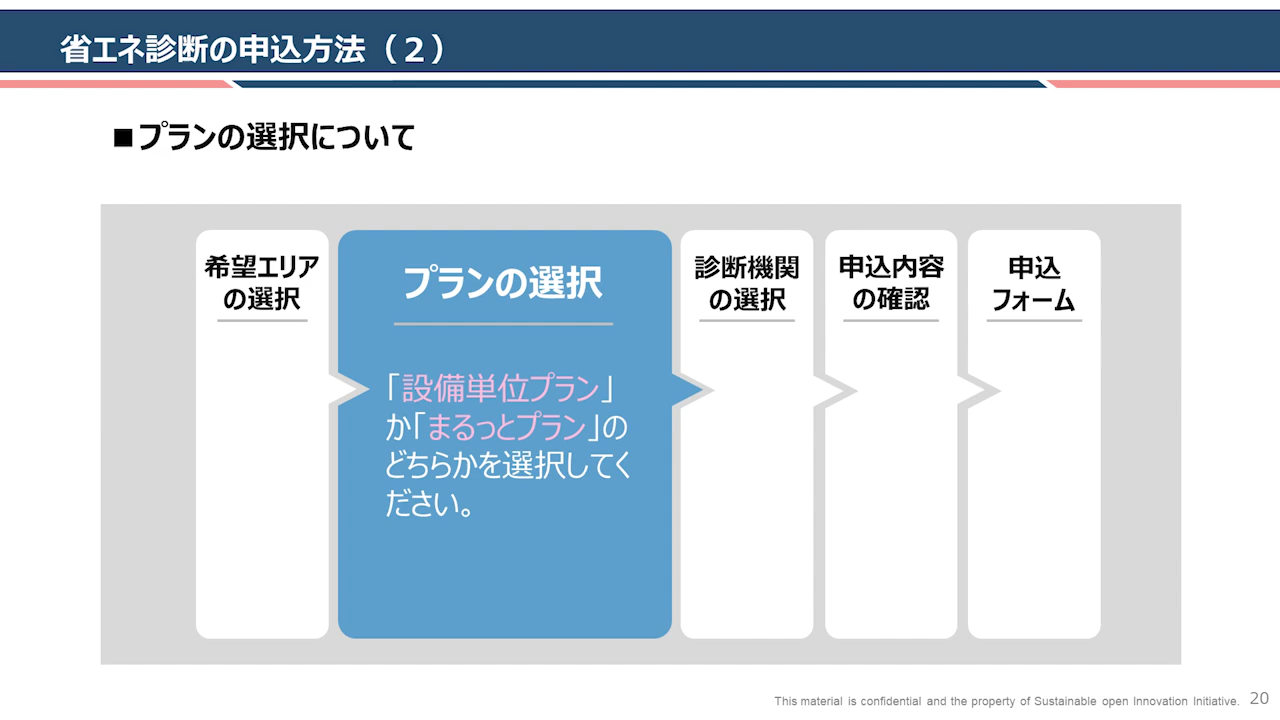 省エネ診断の申込方法（２）
■プランの選択について
希望エリア
の選択
プランの選択
「設備単位プラン」
か「まるっとプラン」の
どちらかを選択してく
ださい。
診断機関
の選択
申込内容
の確認
申込
フォーム
This material is confidential and the property of Sustainable open Innovation Initiative.
20